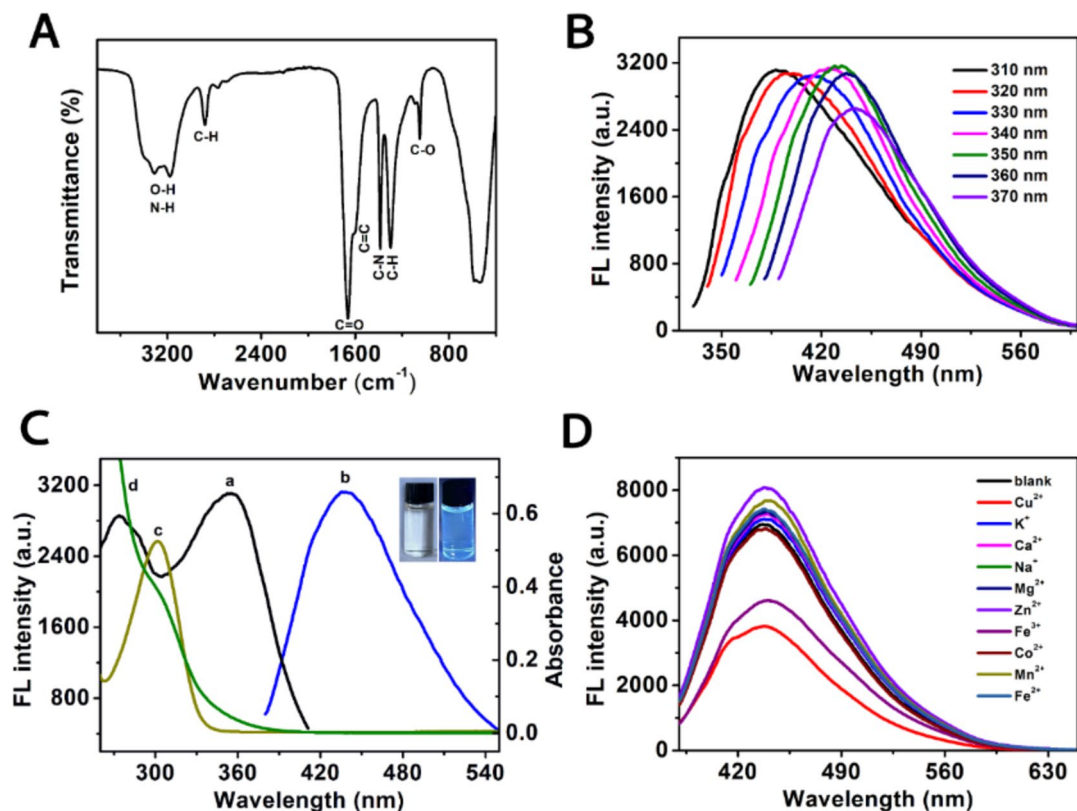 A
Transmittance (%)
C-H
C-O
O-H
N-H
C=C
C-N
C-H
C=O
3200
2400
1600
800
Wavenumber (cm⁻¹)
B
FL intensity (a.u.)
3200
2400
1600
800
0
310 nm
320 nm
330 nm
340 nm
350 nm
360 nm
370 nm
350
420
490
560
Wavelength (nm)
C
FL intensity (a.u.)
3200
2400
1600
800
d
a
b
c
0.6
0.4
0.2
0.0
Absorbance
300
360
420
480
540
Wavelength (nm)
D
FL intensity (a.u.)
8000
6000
4000
2000
0
blank
Cu²⁺
K⁺
Ca²⁺
Na⁺
Mg²⁺
Zn²⁺
Fe³⁺
Co²⁺
Mn²⁺
Fe²⁺
420
490
560
630
Wavelength (nm)